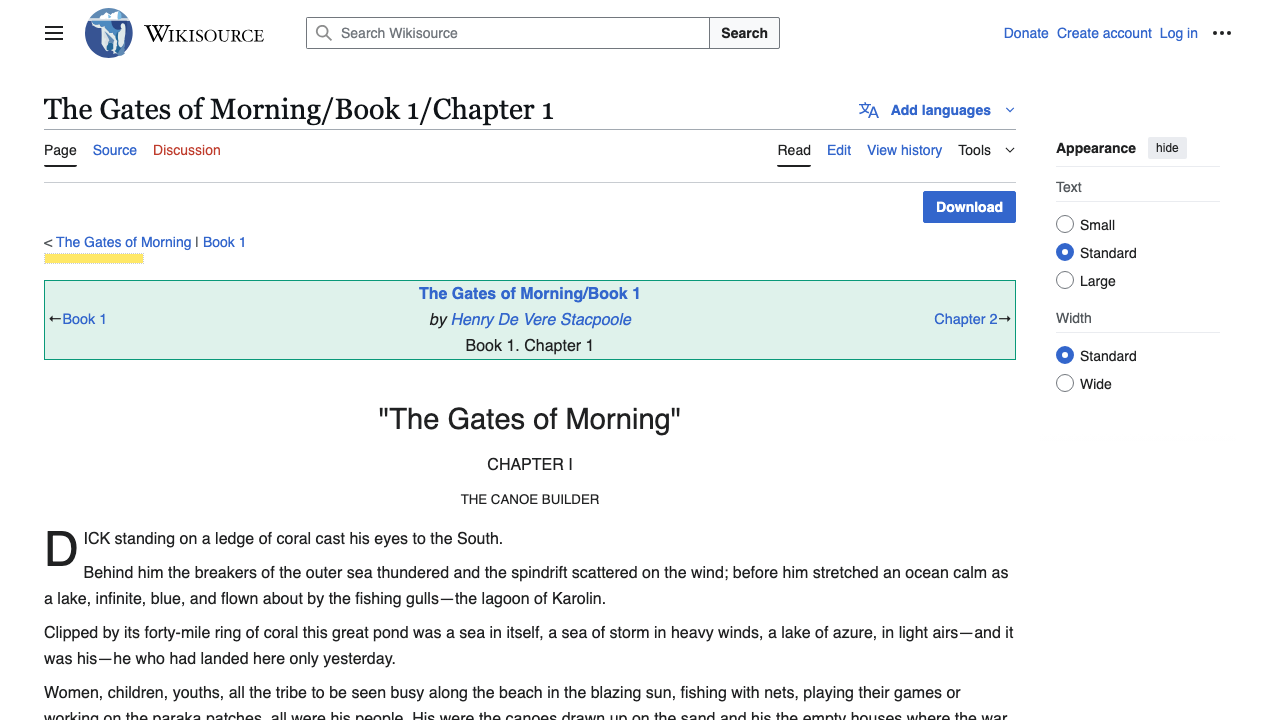 WIKISOURCE
Search Wikisource
Search
Donate Create account Log in
The Gates of Morning/Book 1/Chapter 1
Add languages
Page Source Discussion
Read Edit View history Tools
Download
< The Gates of Morning | Book 1
The Gates of Morning/Book 1
←Book 1
by Henry De Vere Stacpoole
Chapter 2→
Book 1. Chapter 1
"The Gates of Morning"
CHAPTER I
THE CANOE BUILDER
DICK standing on a ledge of coral cast his eyes to the South.
Behind him the breakers of the outer sea thundered and the spindrift scattered on the wind; before him stretched an ocean calm as
a lake, infinite, blue, and flown about by the fishing gulls—the lagoon of Karolin.
Clipped by its forty-mile ring of coral this great pond was a sea in itself, a sea of storm in heavy winds, a lake of azure, in light airs—and it
was his—he who had landed here only yesterday.
Women, children, youths, all the tribe to be seen busy along the beach in the blazing sun, fishing with nets, playing their games or
working on the paraka patches, all were his people. His were the canoes drawn up on the sand and his the empty houses where the war
Appearance hide
Text
Small
Standard
Large
Width
Standard
Wide